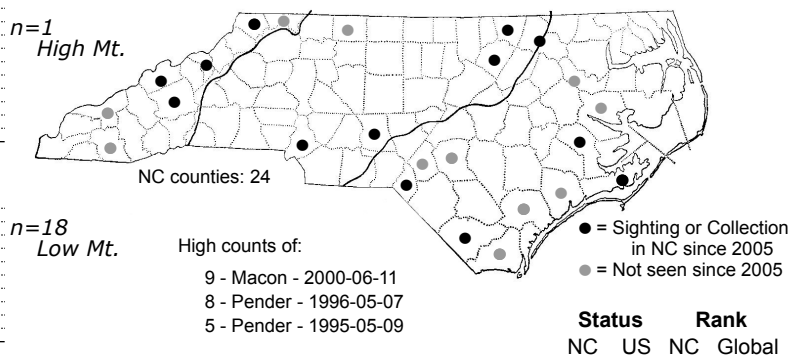 n=1
High Mt.
NC counties: 24
n=18
Low Mt.
High counts of:
9 - Macon - 2000-06-11
8 - Pender - 1996-05-07
5 - Pender - 1995-05-09
● = Sighting or Collection
in NC since 2005
● = Not seen since 2005
Status Rank
NC US NC Global